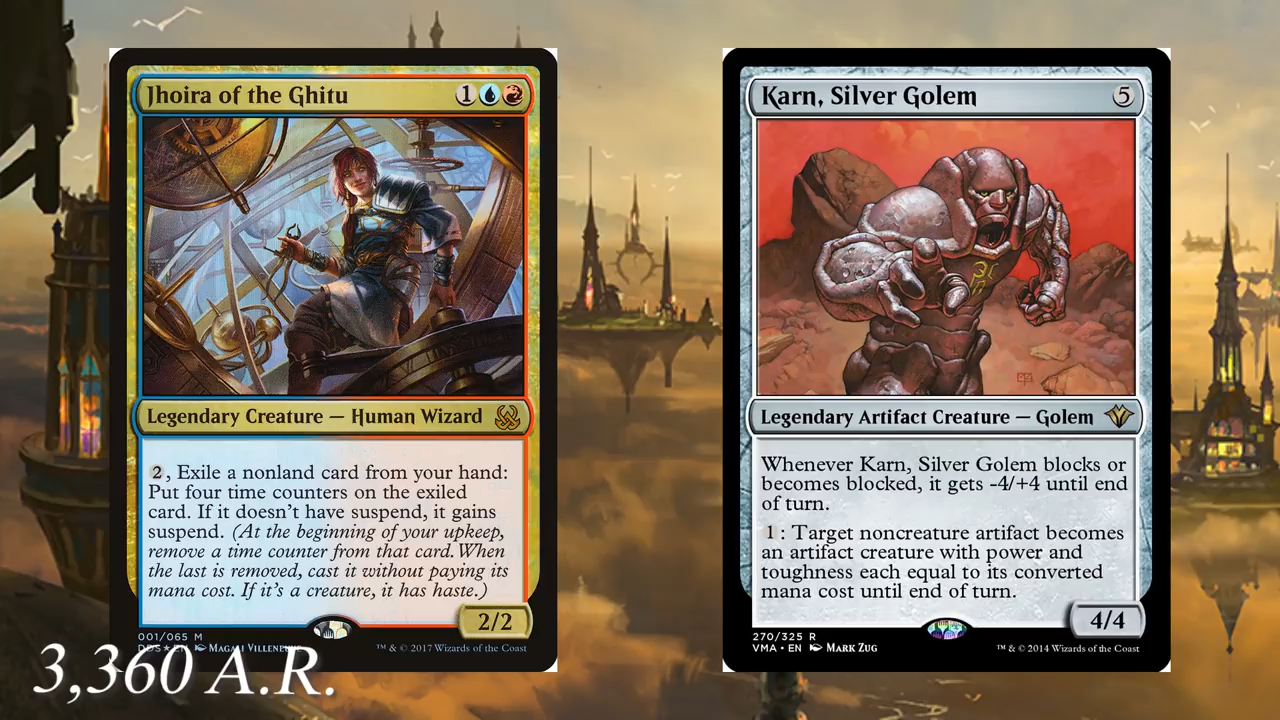 Jhoira of the Ghitu
1
Legendary Creature — Human Wizard
2, Exile a nonland card from your hand:
Put four time counters on the exiled
card. If it doesn't have suspend, it gains
suspend. (At the beginning of your upkeep,
remove a time counter from that card. When
the last is removed, cast it without paying its
mana cost. If it's a creature, it has haste.)
2/2
001/065 M
MAGALI VILLENEUVE
™ & © 2017 Wizards of the Coast
3,360 A.R.
Karn, Silver Golem
5
Legendary Artifact Creature — Golem
Whenever Karn, Silver Golem blocks or
becomes blocked, it gets -4/+4 until end
of turn.
1: Target noncreature artifact becomes
an artifact creature with power and
toughness each equal to its converted
mana cost until end of turn.
4/4
270/325 R
VMA • EN MARK ZUG
™ & © 2014 Wizards of the Coast